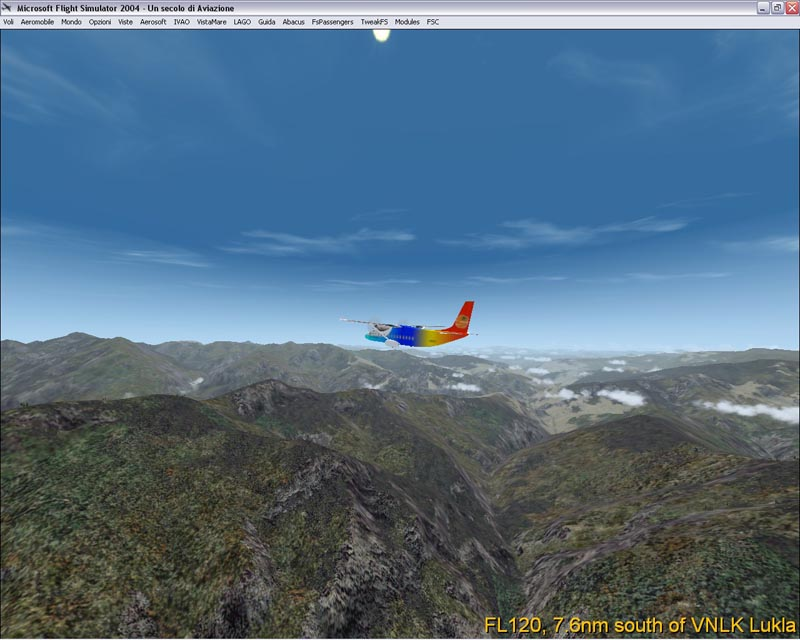 Microsoft Flight Simulator 2004 - Un secolo di Aviazione
Voli Aeromobile Mondo Opzioni Viste Aerosoft IVAO VistaMare LAGO Guida Abacus FsPassengers TweakFS Modules FSC
FL120, 7.6nm south of VNLK Lukla